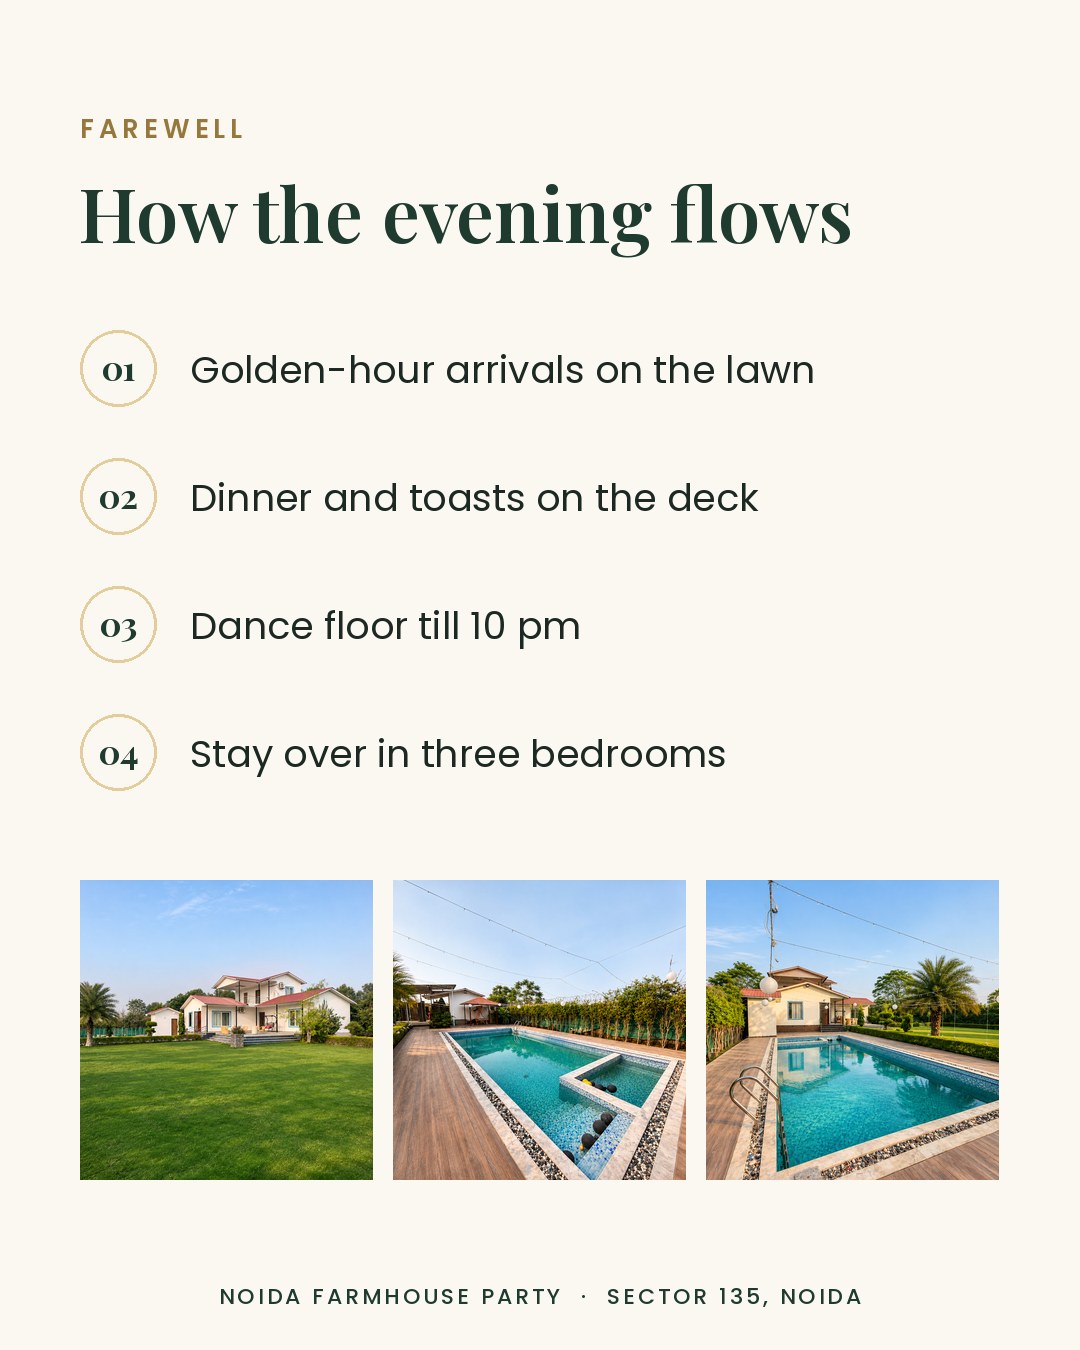 FAREWELL
How the evening flows
01 Golden-hour arrivals on the lawn
02 Dinner and toasts on the deck
03 Dance floor till 10 pm
04 Stay over in three bedrooms
NOIDA FARMHOUSE PARTY · SECTOR 135, NOIDA